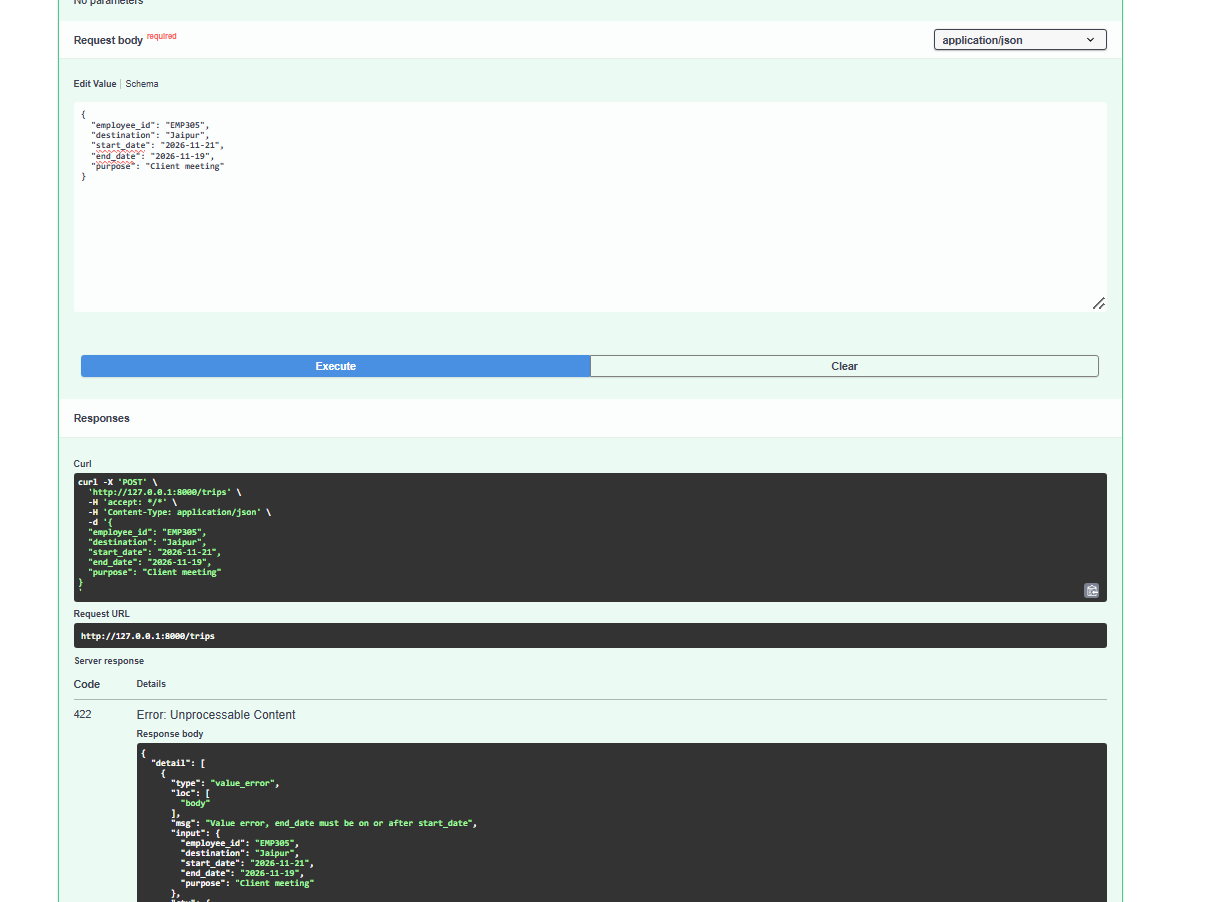 No parameters
Request body required
application/json
Edit Value | Schema
{
  "employee_id": "EMP305",
  "destination": "Jaipur",
  "start_date": "2026-11-21",
  "end_date": "2026-11-19",
  "purpose": "Client meeting"
}
Execute
Clear
Responses
Curl
curl -X 'POST' \
  'http://127.0.0.1:8000/trips' \
  -H 'accept: */*' \
  -H 'Content-Type: application/json' \
  -d '{
  "employee_id": "EMP305",
  "destination": "Jaipur",
  "start_date": "2026-11-21",
  "end_date": "2026-11-19",
  "purpose": "Client meeting"
}
'
Request URL
http://127.0.0.1:8000/trips
Server response
Code Details
422 Error: Unprocessable Content
Response body
{
  "detail": [
    {
      "type": "value_error",
      "loc": [
        "body"
      ],
      "msg": "Value error, end_date must be on or after start_date",
      "input": {
        "employee_id": "EMP305",
        "destination": "Jaipur",
        "start_date": "2026-11-21",
        "end_date": "2026-11-19",
        "purpose": "Client meeting"
      },